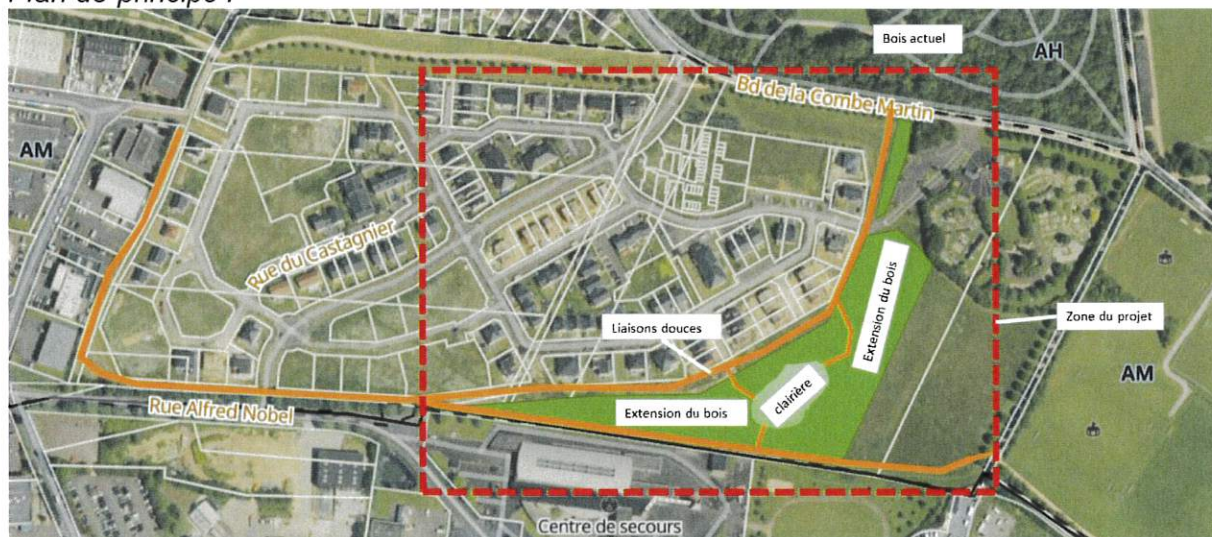 Plan de principe :
Bois actuel
AH
Bd de la Combe Martin
AM
Rue du Castagnier
Extension du bois
Liaisons douces
Zone du projet
clairière
AM
Extension du bois
Rue Alfred Nobel
Centre de secours